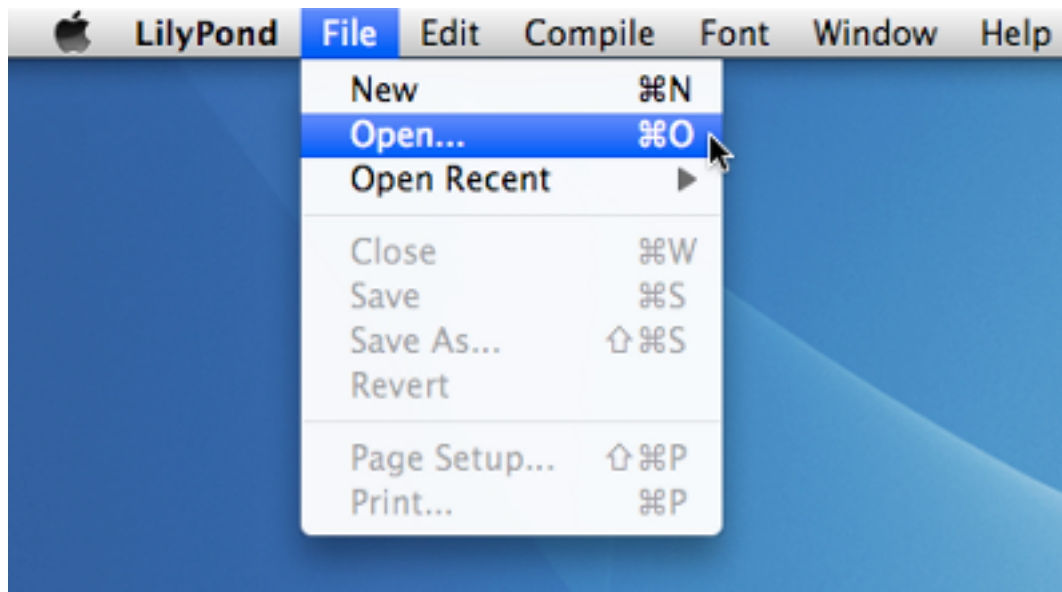 LilyPond File Edit Compile Font Window Help
New ⌘N
Open... ⌘O
Open Recent ▶
Close ⌘W
Save ⌘S
Save As... ⇧⌘S
Revert
Page Setup... ⇧⌘P
Print... ⌘P